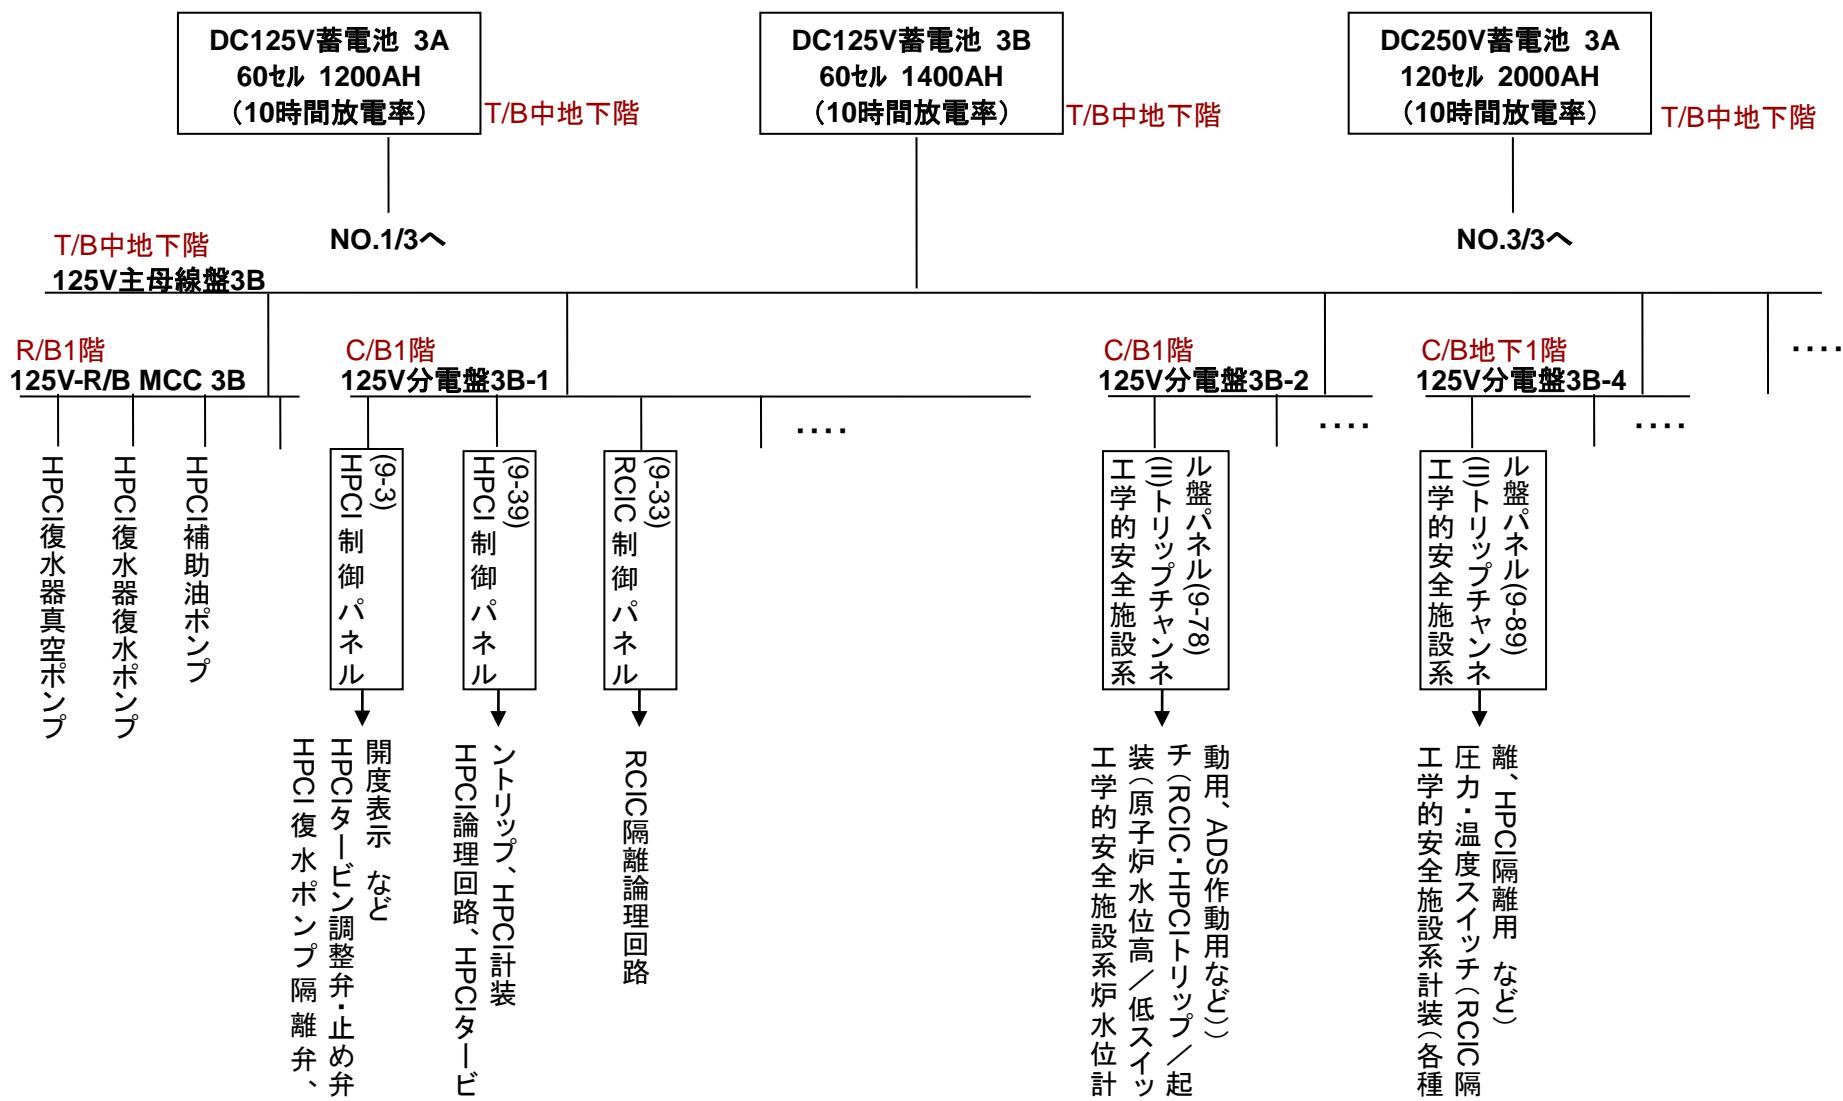 DC125V蓄電池 3A
60ｾﾙ 1200AH
（10時間放電率）
T/B中地下階
DC125V蓄電池 3B
60ｾﾙ 1400AH
（10時間放電率）
T/B中地下階
DC250V蓄電池 3A
120ｾﾙ 2000AH
（10時間放電率）
T/B中地下階
NO.1/3へ
NO.3/3へ
T/B中地下階
125V主母線盤3B
R/B1階
125V-R/B MCC 3B
C/B1階
125V分電盤3B-1
C/B1階
125V分電盤3B-2
C/B地下1階
125V分電盤3B-4
‥‥
‥‥
‥‥
‥‥
HPCI復水器真空ポンプ
HPCI復水器復水ポンプ
HPCI補助油ポンプ
(9-3)
HPCI制御パネル
(9-39)
HPCI制御パネル
(9-33)
RCIC制御パネル
工学的安全施設系
(II)トリップチャンネ
ル盤パネル(9-78)
工学的安全施設系
(II)トリップチャンネ
ル盤パネル(9-89)
HPCI復水ポンプ隔離弁、
HPCIタービン調整弁・止め弁
開度表示 など
HPCI論理回路、HPCIタービ
ントリップ、HPCI計装
RCIC隔離論理回路
工学的安全施設系炉水位計
装（原子炉水位高／低スイッ
チ（RCIC・HPCIトリップ／起
動用、ADS作動用など））
工学的安全施設系計装（各種
圧力・温度スイッチ（RCIC隔
離、HPCI隔離用 など）